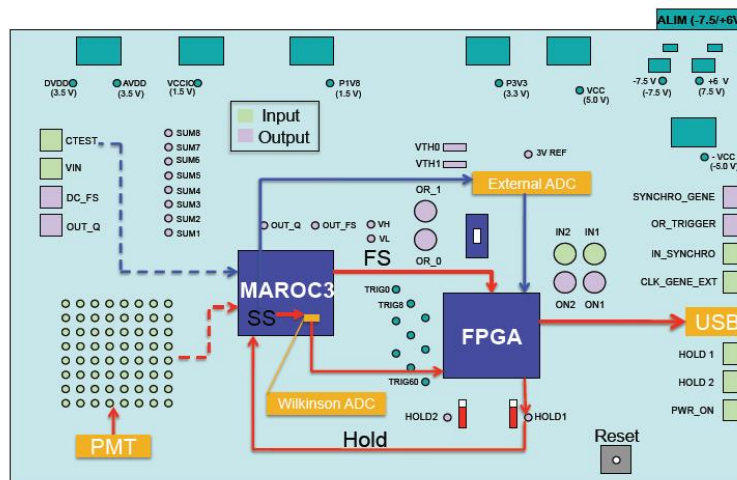 ALIM (-7.5/+6V
DVDD
(3.5 V)
AVDD
(3.5 V)
VCCIO
(1.5 V)
P1V8
(1.5 V)
P3V3
(3.3 V)
VCC
(5.0 V)
-7.5 V
(-7.5 V)
+6 V
(7.5 V)
- VCC
(-5.0 V)
Input
Output
CTEST
VIN
DC_FS
OUT_Q
SUM8
SUM7
SUM6
SUM5
SUM4
SUM3
SUM2
SUM1
VTH0
VTH1
3V REF
External ADC
OR_1
OR_0
OUT_Q
OUT_FS
VH
VL
IN2
IN1
ON2
ON1
SYNCHRO_GENE
OR_TRIGGER
IN_SYNCHRO
CLK_GENE_EXT
USB
HOLD 1
HOLD 2
PWR_ON
FS
MAROC3
SS
TRIG0
TRIG8
TRIG60
FPGA
Wilkinson ADC
PMT
HOLD2
HOLD1
Hold
Reset